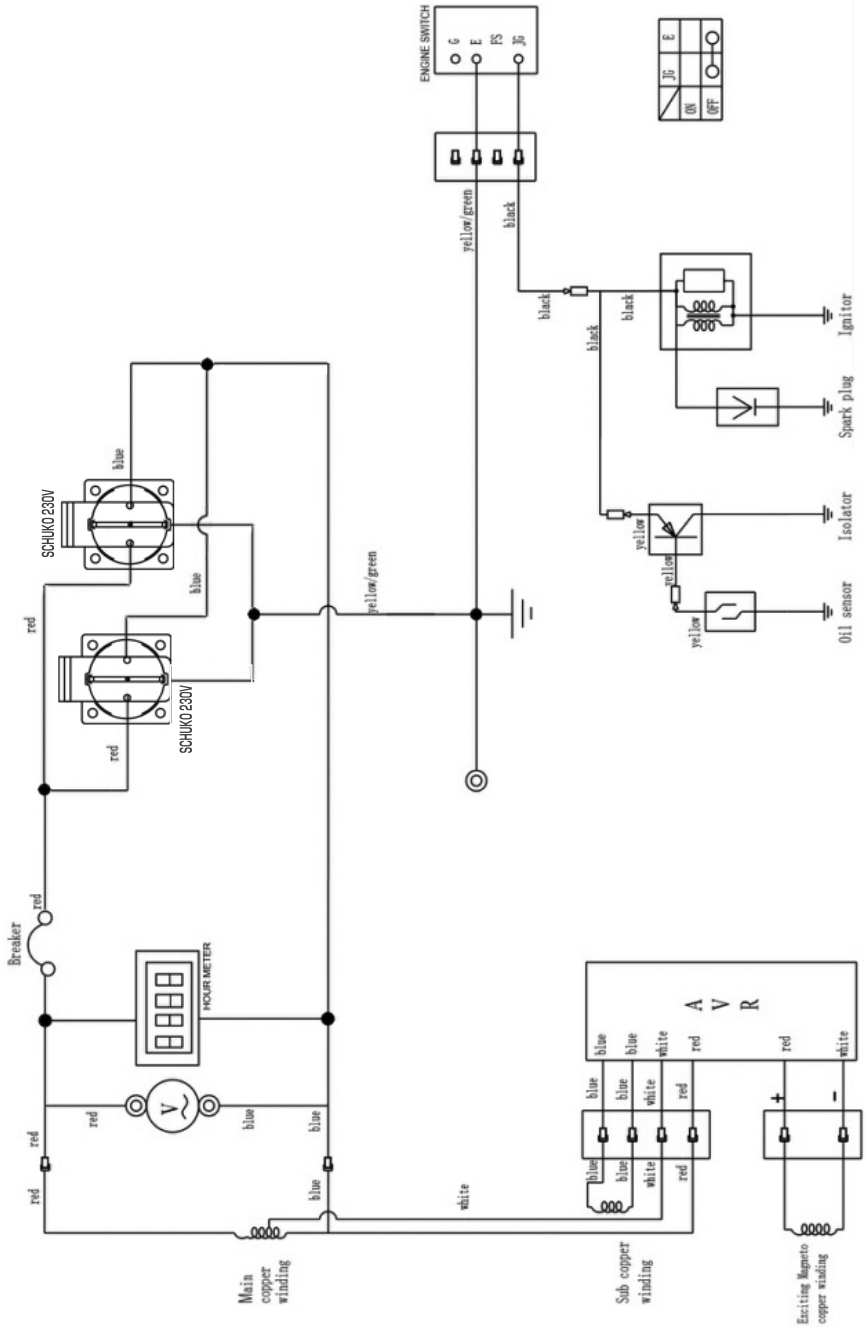 Main
copper
winding
red
red
Breaker
red
red
red
V
HOUR METER
red
blue
blue
blue
SCHUKO 230V
SCHUKO 230V
blue
blue
yellow/green
ENGINE SWITCH
G
E
FS
JG
yellow/green
black
JG
E
ON
OFF
black
black
black
yellow
yellow
yellow
Oil sensor
Isolator
Spark plug
Ignitor
white
Sub copper
winding
blue
blue
blue
blue
blue
blue
white
white
white
red
red
red
AVR
Exciting Magneto
copper winding
+
red
-
white